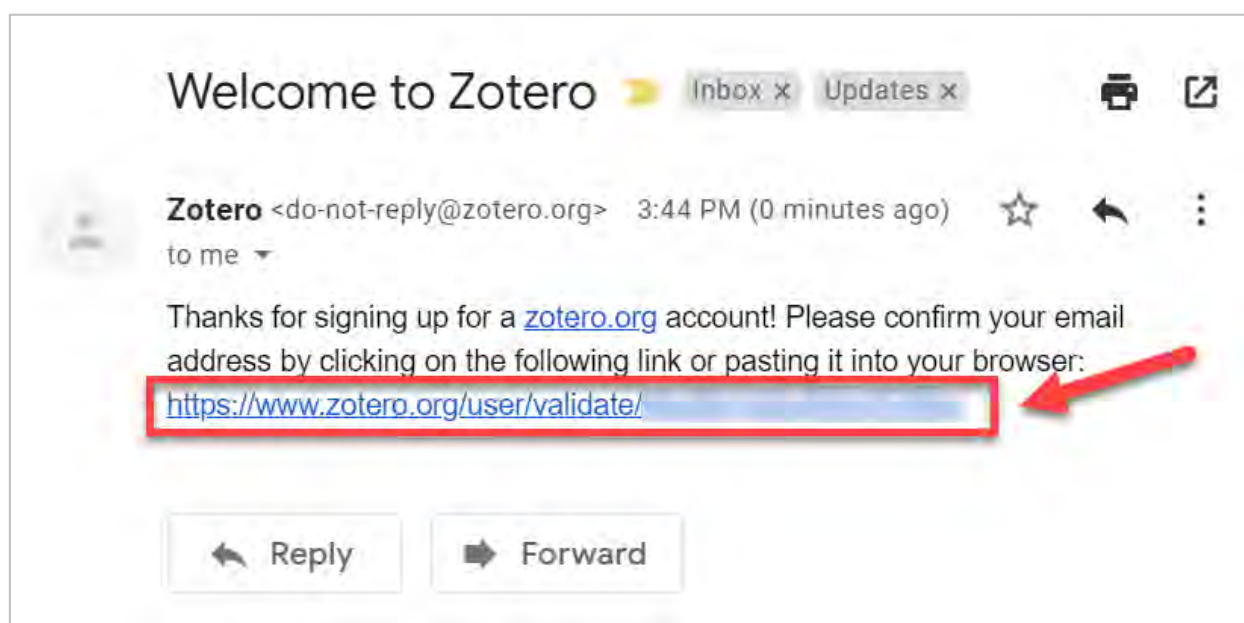 Welcome to Zotero Inbox x Updates x
Zotero <do-not-reply@zotero.org> 3:44 PM (0 minutes ago)
to me
Thanks for signing up for a zotero.org account! Please confirm your email
address by clicking on the following link or pasting it into your browser:
https://www.zotero.org/user/validate/
Reply Forward